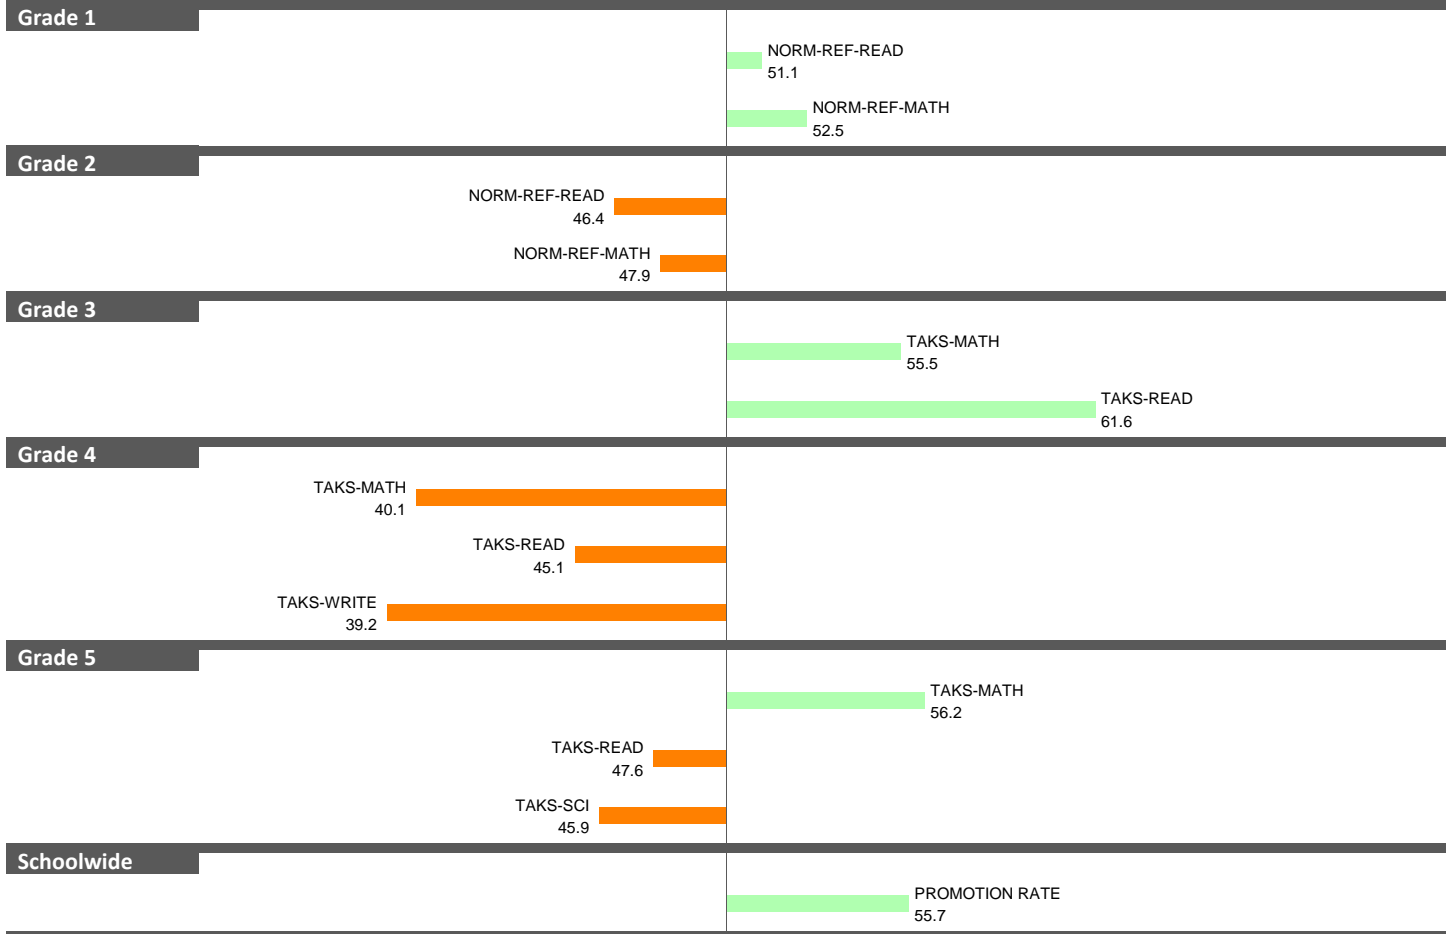 Grade 1
NORM-REF-READ
51.1
NORM-REF-MATH
52.5
Grade 2
NORM-REF-READ
46.4
NORM-REF-MATH
47.9
Grade 3
TAKS-MATH
55.5
TAKS-READ
61.6
Grade 4
TAKS-MATH
40.1
TAKS-READ
45.1
TAKS-WRITE
39.2
Grade 5
TAKS-MATH
56.2
TAKS-READ
47.6
TAKS-SCI
45.9
Schoolwide
PROMOTION RATE
55.7